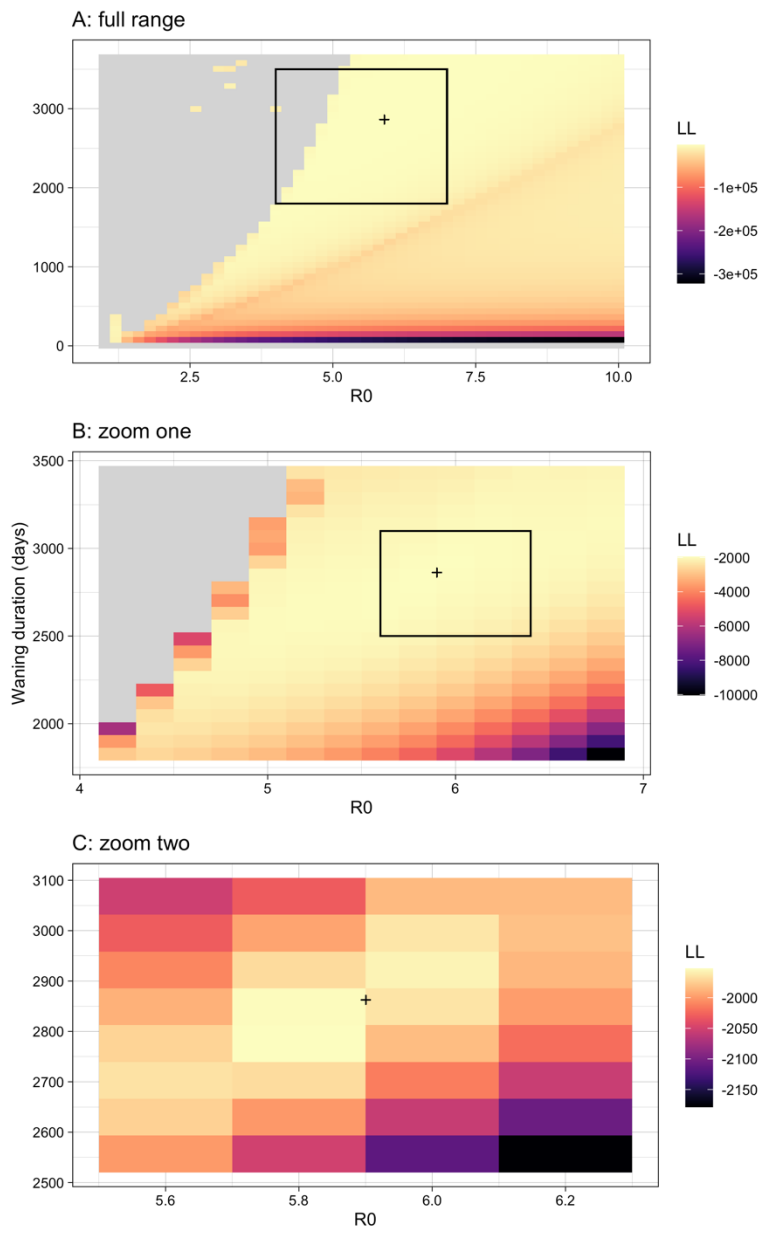 A: full range
3000
2000
1000
0
2.5 5.0 7.5 10.0
R0
LL
-1e+05
-2e+05
-3e+05
B: zoom one
Waning duration (days)
3500
3000
2500
2000
4 5 6 7
R0
LL
-2000
-4000
-6000
-8000
-10000
C: zoom two
3100
3000
2900
2800
2700
2600
2500
5.6 5.8 6.0 6.2
R0
LL
-2000
-2050
-2100
-2150